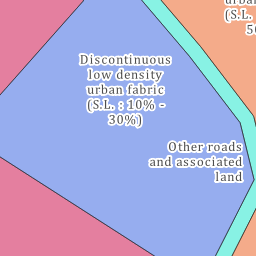 (S.L.
Discontinuous
low density
urban fabric
(S.L. : 10% -
30%)
Other roads
and associated
land